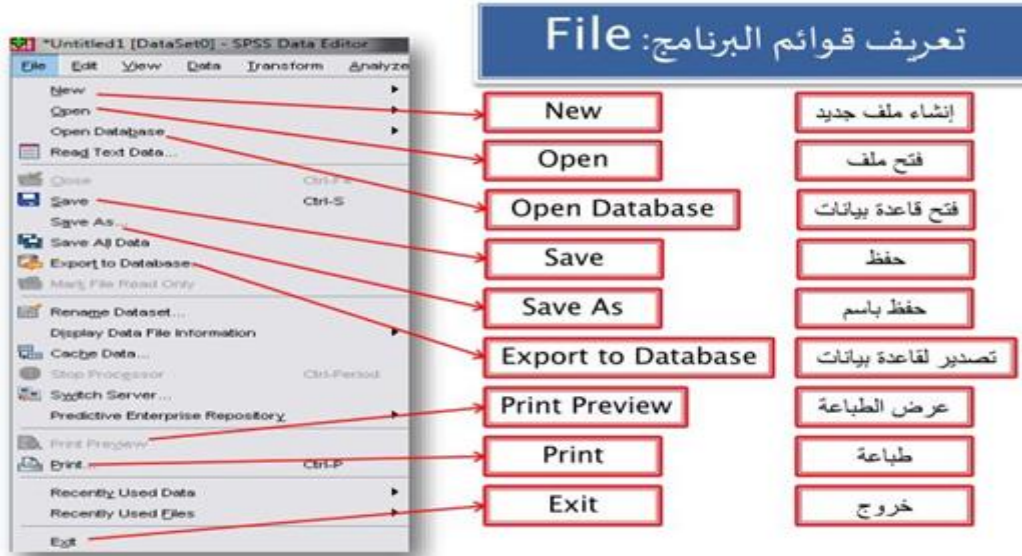 تعريف قوائم البرنامج: File
*Untitled1 [DataSet0] - SPSS Data Editor
File Edit View Data Transform Analyze
New
Open
Open Database
Read Text Data...
Close Ctrl-F4
Save Ctrl-S
Save As...
Save All Data
Export to Database
Mark File Read Only
Rename Dataset...
Display Data File Information
Cache Data...
Stop Processor Ctrl-Period
Switch Server...
Predictive Enterprise Repository
Print Preview
Print... Ctrl-P
Recently Used Data
Recently Used Files
Exit
New إنشاء ملف جديد
Open فتح ملف
Open Database فتح قاعدة بيانات
Save حفظ
Save As حفظ باسم
Export to Database تصدير لقاعدة بيانات
Print Preview عرض الطباعة
Print طباعة
Exit خروج